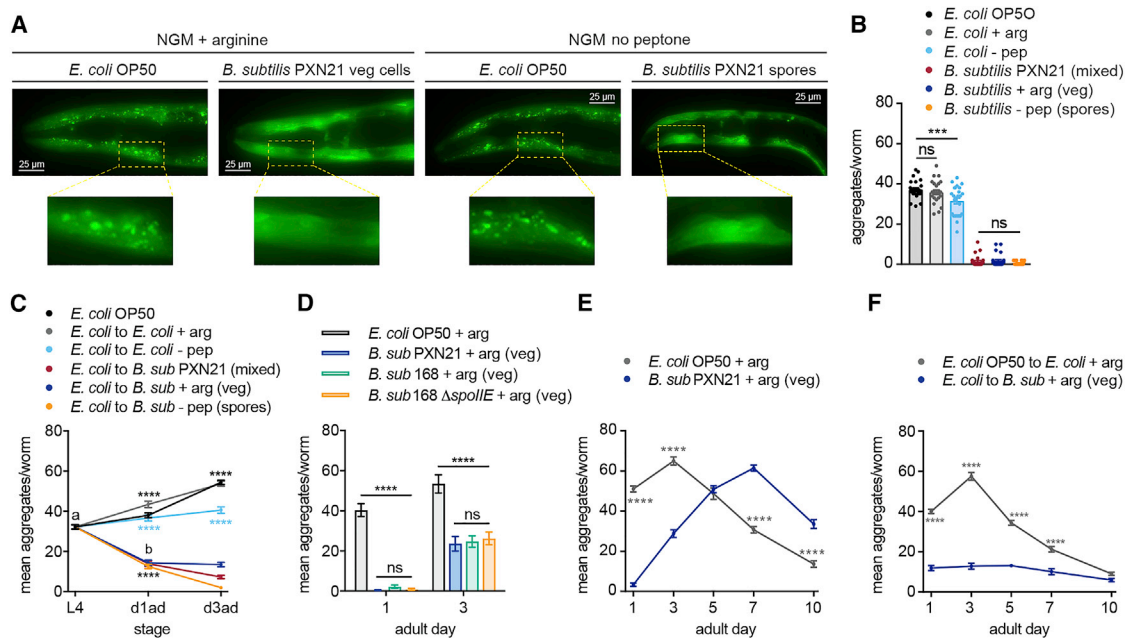 A
NGM + arginine
NGM no peptone
E. coli OP50
B. subtilis PXN21 veg cells
E. coli OP50
B. subtilis PXN21 spores
25 µm
25 µm
25 µm
25 µm
B
E. coli OP5O
E. coli + arg
E. coli - pep
B. subtilis PXN21 (mixed)
B. subtilis + arg (veg)
B. subtilis - pep (spores)
aggregates/worm
80
60
40
20
0
***
ns
ns
C
E. coli OP50
E. coli to E. coli + arg
E. coli to E. coli - pep
E. coli to B. sub PXN21 (mixed)
E. coli to B. sub + arg (veg)
E. coli to B. sub - pep (spores)
mean aggregates/worm
80
60
40
20
0
a
b
****
****
****
****
****
L4
d1ad
d3ad
stage
D
E. coli OP50 + arg
B. sub PXN21 + arg (veg)
B. sub 168 + arg (veg)
B. sub 168 ΔspoIIE + arg (veg)
mean aggregates/worm
80
60
40
20
0
****
ns
****
ns
1
3
adult day
E
E. coli OP50 + arg
B. sub PXN21 + arg (veg)
mean aggregates/worm
80
60
40
20
0
****
****
****
****
1
3
5
7
10
adult day
F
E. coli OP50 to E. coli + arg
E. coli to B. sub + arg (veg)
mean aggregates/worm
80
60
40
20
0
****
****
****
****
1
3
5
7
10
adult day